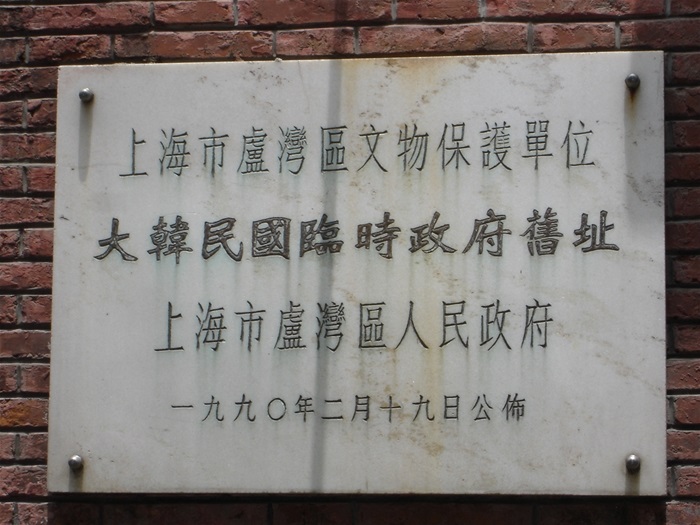 上海市盧灣區文物保護單位
大韓民國臨時政府舊址
上海市盧灣區人民政府
一九九〇年二月十九日公佈